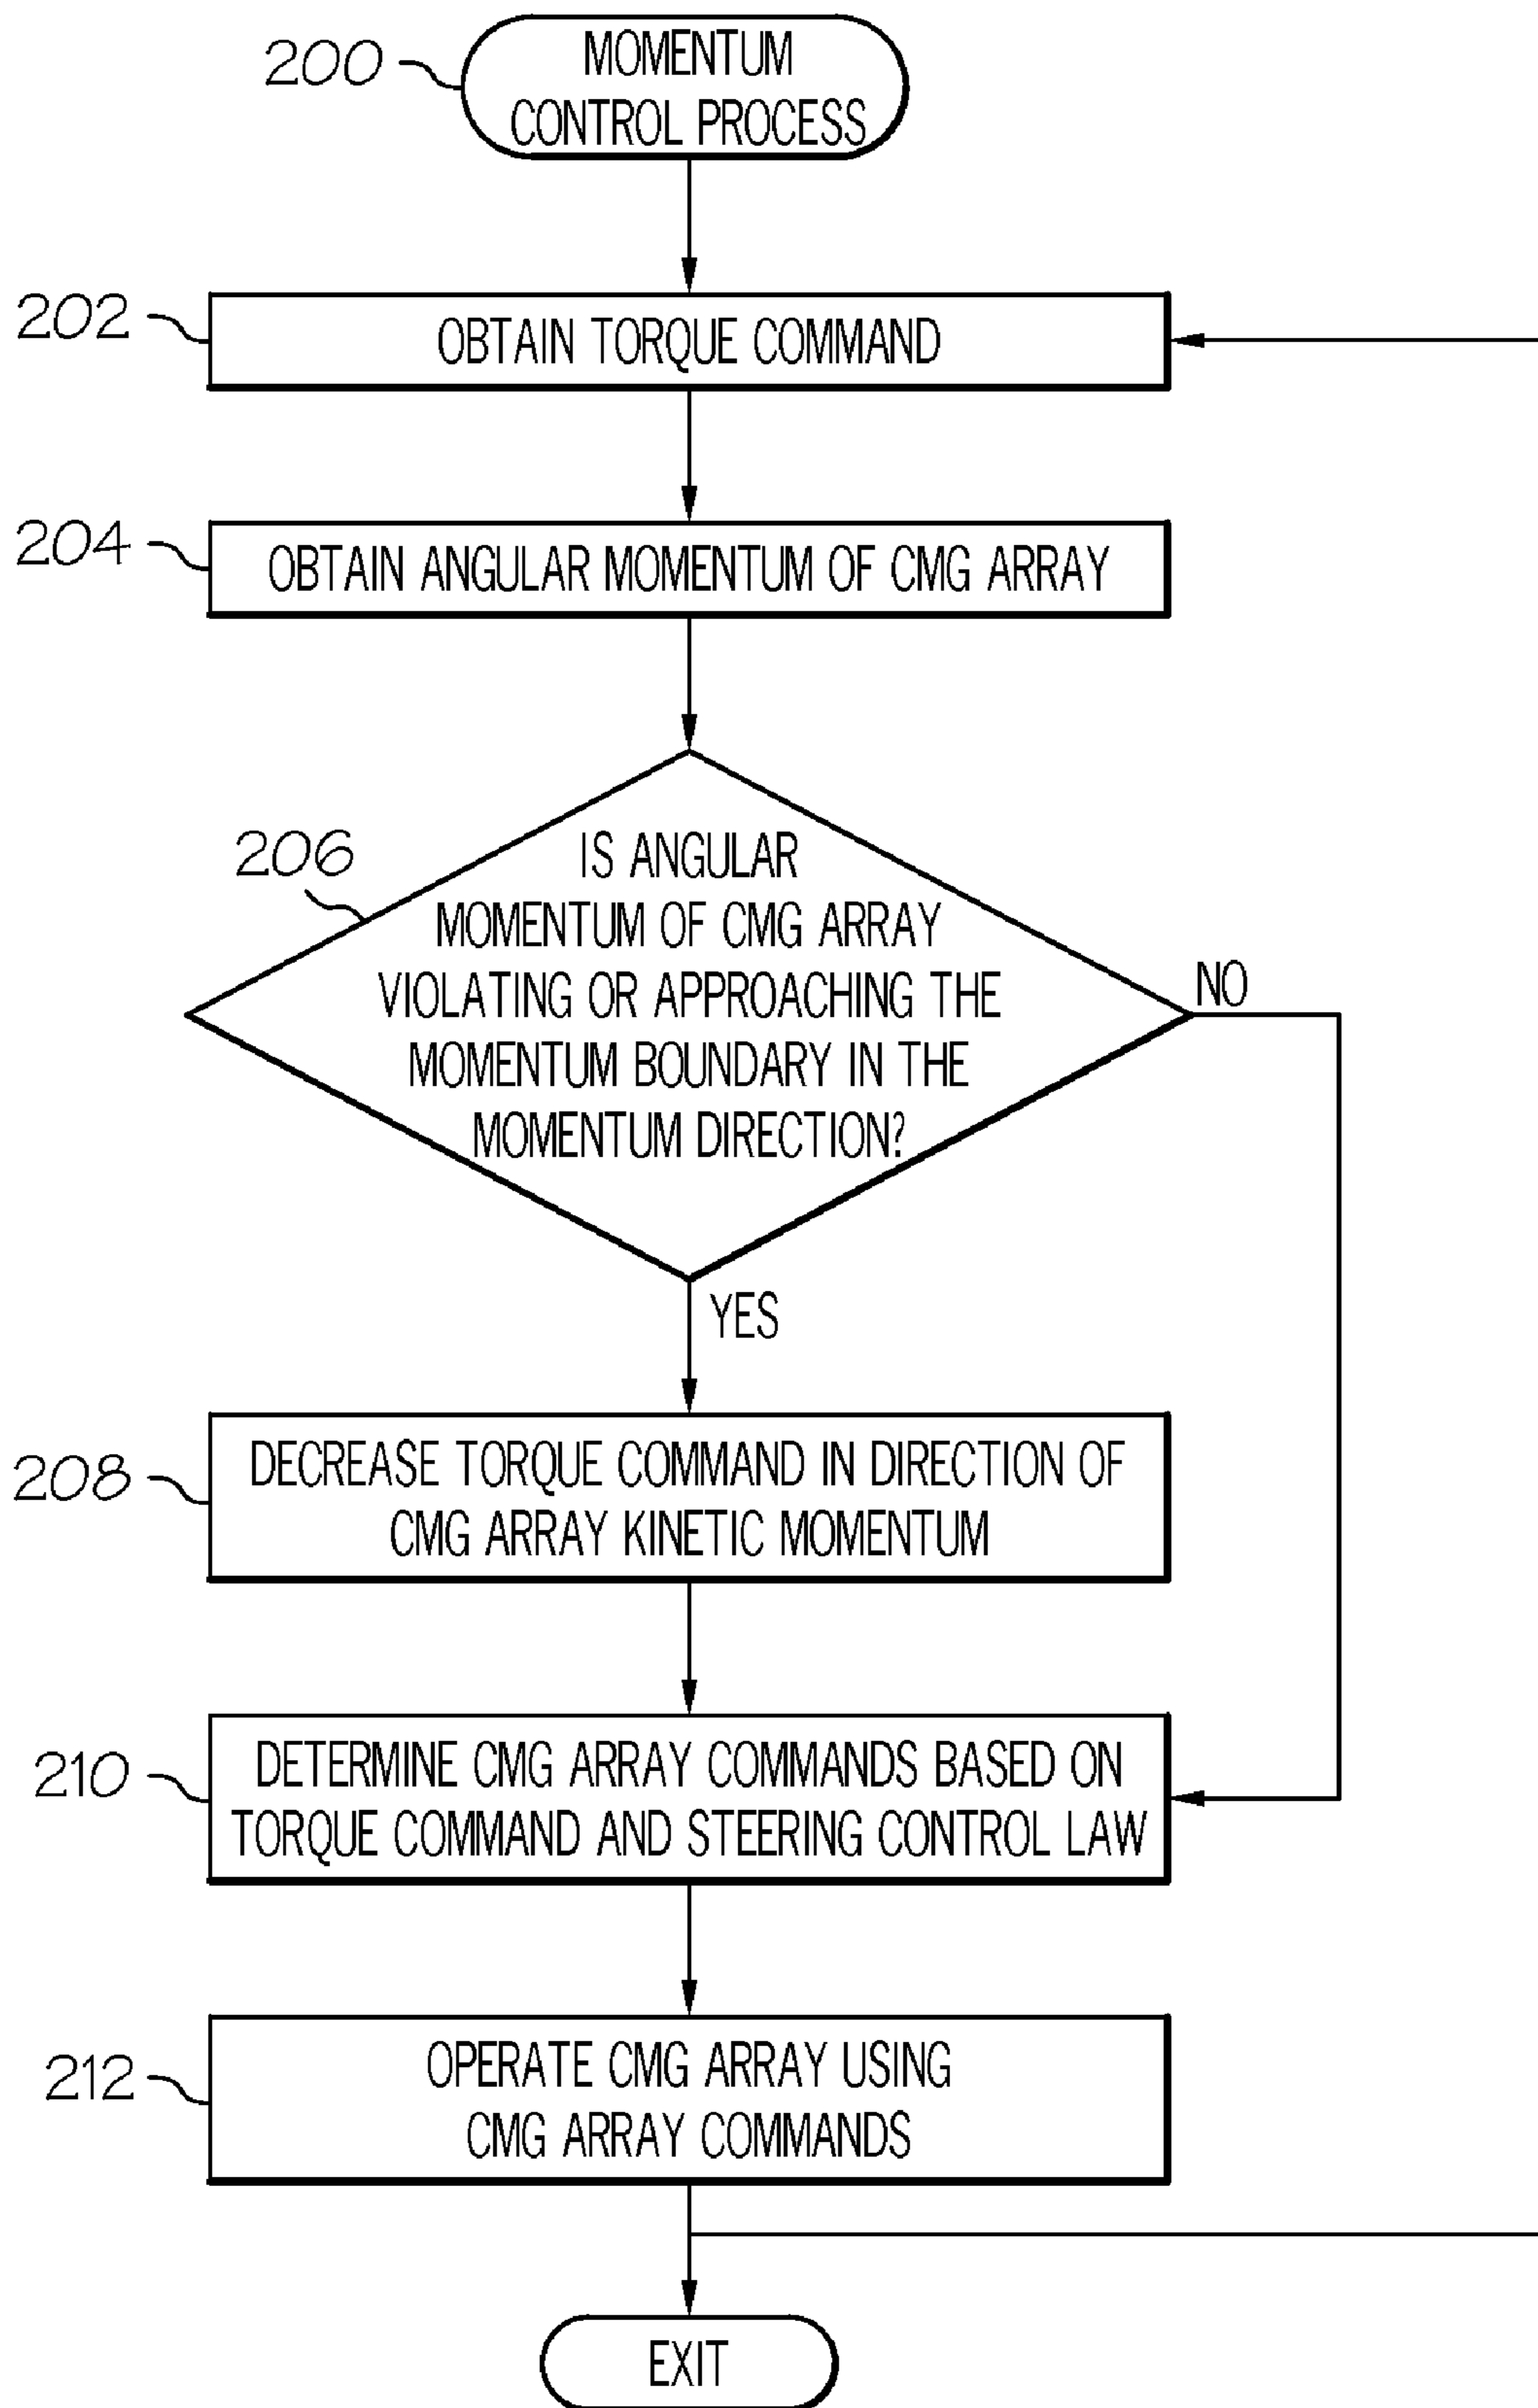 200
MOMENTUM
CONTROL PROCESS
202
OBTAIN TORQUE COMMAND
204
OBTAIN ANGULAR MOMENTUM OF CMG ARRAY
206
IS ANGULAR
MOMENTUM OF CMG ARRAY
VIOLATING OR APPROACHING THE
MOMENTUM BOUNDARY IN THE
MOMENTUM DIRECTION?
NO
YES
208
DECREASE TORQUE COMMAND IN DIRECTION OF
CMG ARRAY KINETIC MOMENTUM
210
DETERMINE CMG ARRAY COMMANDS BASED ON
TORQUE COMMAND AND STEERING CONTROL LAW
212
OPERATE CMG ARRAY USING
CMG ARRAY COMMANDS
EXIT